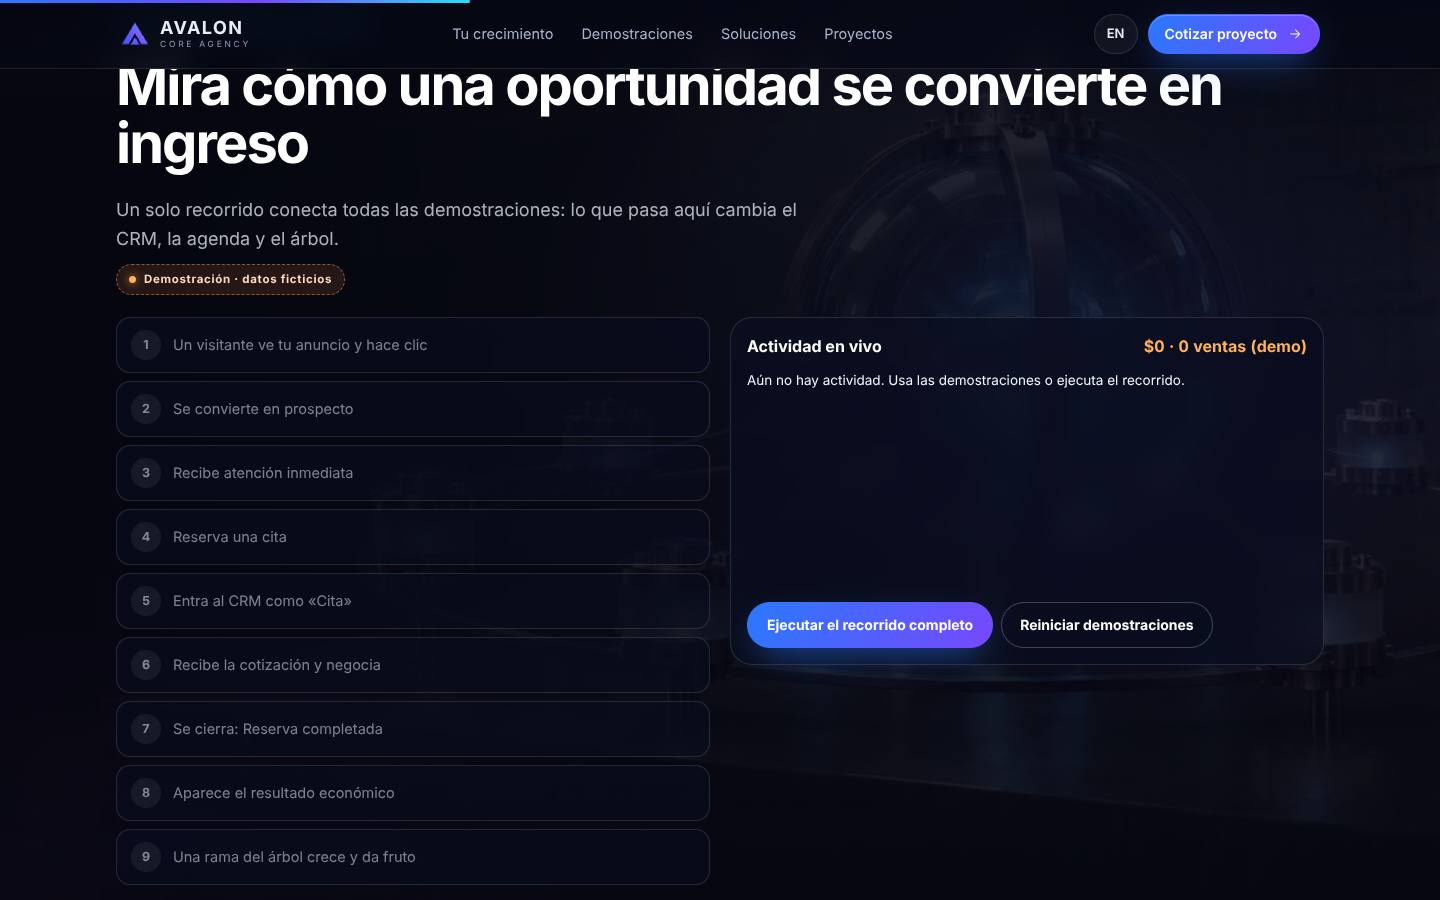 AVALON
CORE AGENCY
Tu crecimiento
Demostraciones
Soluciones
Proyectos
EN
Cotizar proyecto →
Mira cómo una oportunidad se convierte en
ingreso
Un solo recorrido conecta todas las demostraciones: lo que pasa aquí cambia el
CRM, la agenda y el árbol.
Demostración · datos ficticios
1 Un visitante ve tu anuncio y hace clic
2 Se convierte en prospecto
3 Recibe atención inmediata
4 Reserva una cita
5 Entra al CRM como «Cita»
6 Recibe la cotización y negocia
7 Se cierra: Reserva completada
8 Aparece el resultado económico
9 Una rama del árbol crece y da fruto
Actividad en vivo
$0 · 0 ventas (demo)
Aún no hay actividad. Usa las demostraciones o ejecuta el recorrido.
Ejecutar el recorrido completo
Reiniciar demostraciones